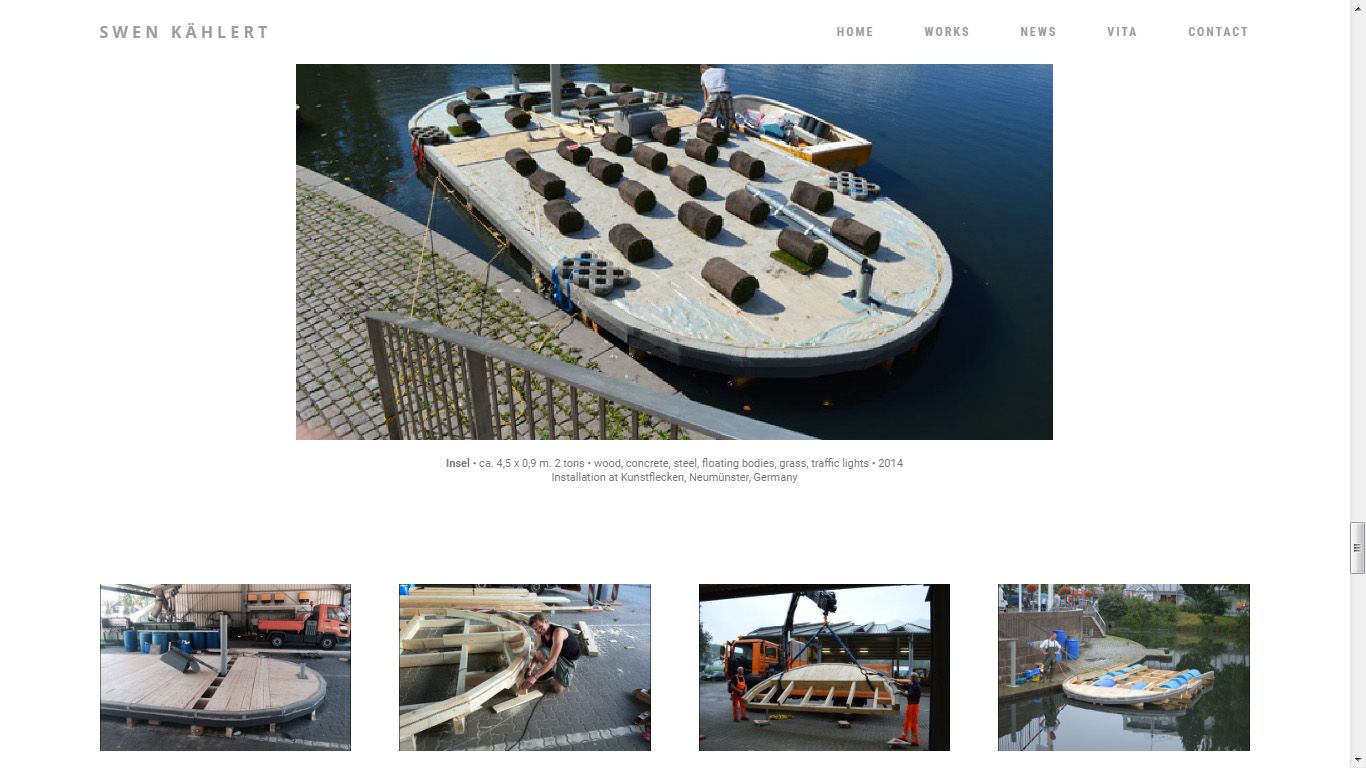 SWEN KÄHLERT
HOME WORKS NEWS VITA CONTACT
Insel • ca. 4,5 x 0,9 m. 2 tons • wood, concrete, steel, floating bodies, grass, traffic lights • 2014
Installation at Kunstflecken, Neumünster, Germany